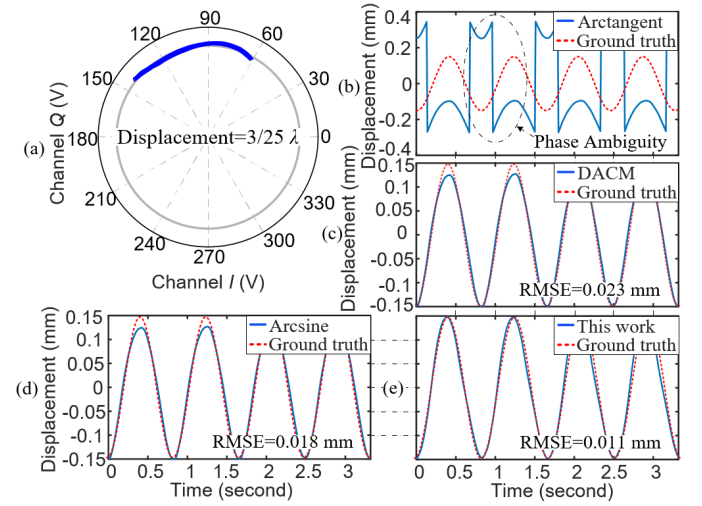 (a)
Channel Q (V)
90
120
60
150
30
180
0
210
330
240
300
270
Displacement=3/25 λ
Channel I (V)
(b)
Displacement (mm)
0.4
0.2
0
-0.2
-0.4
Arctangent
Ground truth
Phase Ambiguity
(c)
Displacement (mm)
0.15
0.1
0.05
0
-0.05
-0.1
-0.15
DACM
Ground truth
RMSE=0.023 mm
(d)
Displacement (mm)
0.15
0.1
0.05
0
-0.05
-0.1
-0.15
Arcsine
Ground truth
RMSE=0.018 mm
0 0.5 1 1.5 2 2.5 3
Time (second)
(e)
This work
Ground truth
RMSE=0.011 mm
0 0.5 1 1.5 2 2.5 3
Time (second)